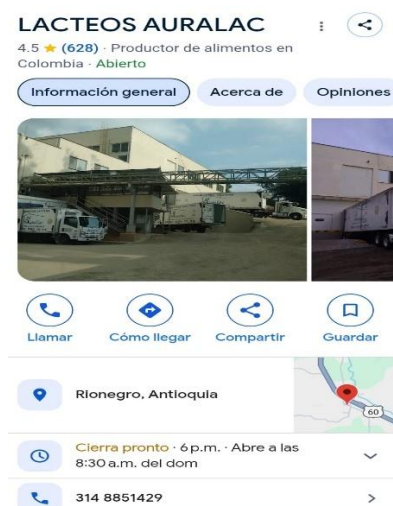 LACTEOS AURALAC
4.5 ★ (628) · Productor de alimentos en
Colombia · Abierto
Información general
Acerca de
Opiniones
Llamar
Cómo llegar
Compartir
Guardar
Rionegro, Antioquia
60
Cierra pronto · 6 p.m. · Abre a las
8:30 a.m. del dom
314 8851429